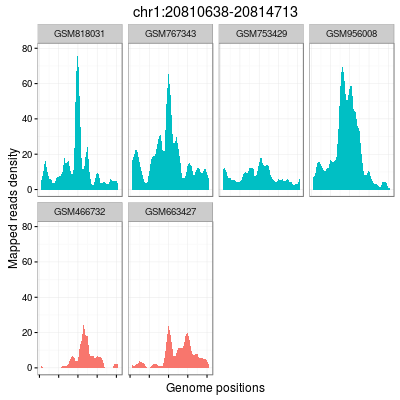 chr1:20810638-20814713
GSM818031 GSM767343 GSM753429 GSM956008
80
60
40
20
0
GSM466732 GSM663427
80
60
40
20
0
Mapped reads density
Genome positions